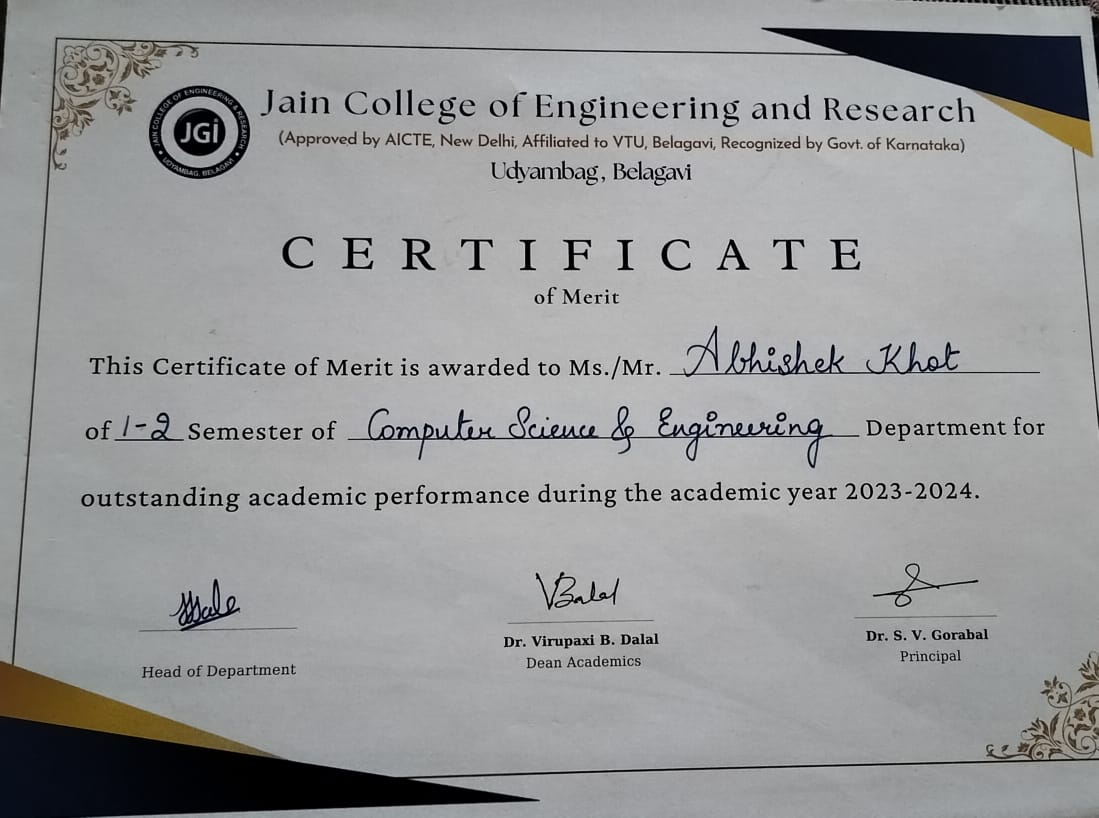 JAIN COLLEGE OF ENGINEERING & RESEARCH
JGi
UDYAMBAG, BELAGAVI
Jain College of Engineering and Research
(Approved by AICTE, New Delhi, Affiliated to VTU, Belagavi, Recognized by Govt. of Karnataka)
Udyambag, Belagavi
CERTIFICATE
of Merit
This Certificate of Merit is awarded to Ms./Mr. Abhishek Khot
of 1-2 Semester of Computer Science & Engineering Department for
outstanding academic performance during the academic year 2023-2024.
VBalal
Dr. Virupaxi B. Dalal
Dr. S. V. Gorabal
Head of Department
Dean Academics
Principal